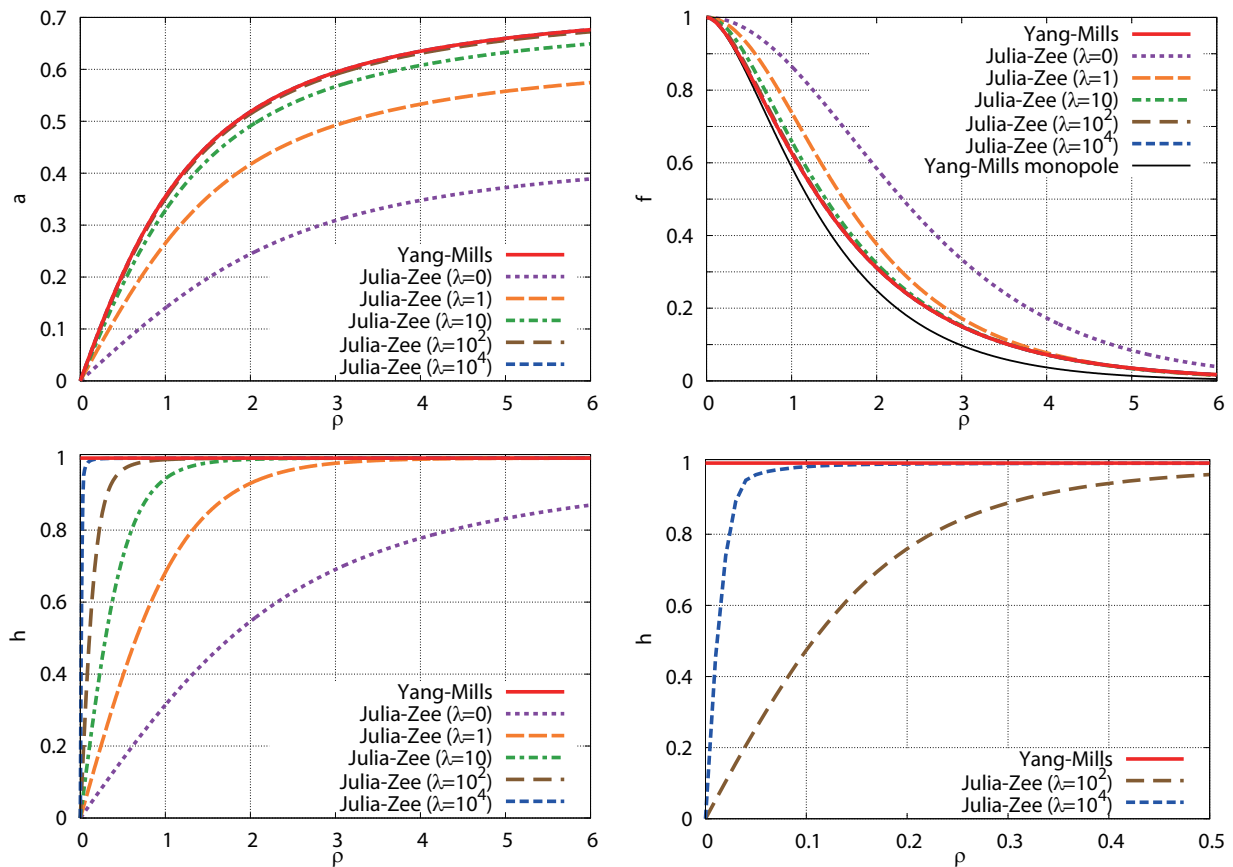 0.7
0.6
0.5
0.4
0.3
0.2
0.1
0
a
0 1 2 3 4 5 6
ρ
Yang-Mills
Julia-Zee (λ=0)
Julia-Zee (λ=1)
Julia-Zee (λ=10)
Julia-Zee (λ=10²)
Julia-Zee (λ=10⁴)
1
0.8
0.6
0.4
0.2
0
f
0 1 2 3 4 5 6
ρ
Yang-Mills
Julia-Zee (λ=0)
Julia-Zee (λ=1)
Julia-Zee (λ=10)
Julia-Zee (λ=10²)
Julia-Zee (λ=10⁴)
Yang-Mills monopole
1
0.8
0.6
0.4
0.2
0
h
0 1 2 3 4 5 6
ρ
Yang-Mills
Julia-Zee (λ=0)
Julia-Zee (λ=1)
Julia-Zee (λ=10)
Julia-Zee (λ=10²)
Julia-Zee (λ=10⁴)
1
0.8
0.6
0.4
0.2
0
h
0 0.1 0.2 0.3 0.4 0.5
ρ
Yang-Mills
Julia-Zee (λ=10²)
Julia-Zee (λ=10⁴)